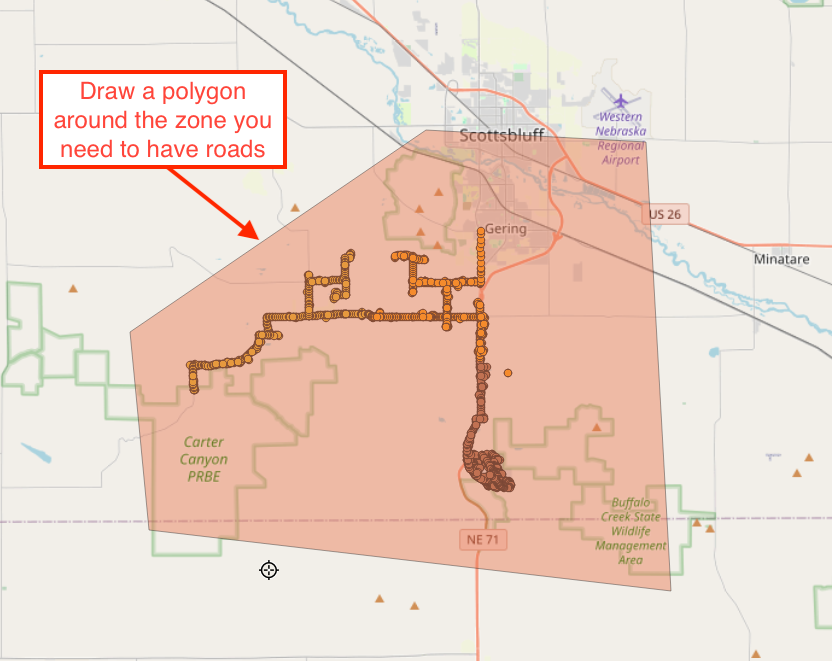 Draw a polygon
around the zone you
need to have roads
Scottsbluff
Western
Nebraska
Regional
Airport
US 26
Gering
Minatare
Carter
Canyon
PRBE
Buffalo
Creek State
Wildlife
Management
Area
NE 71